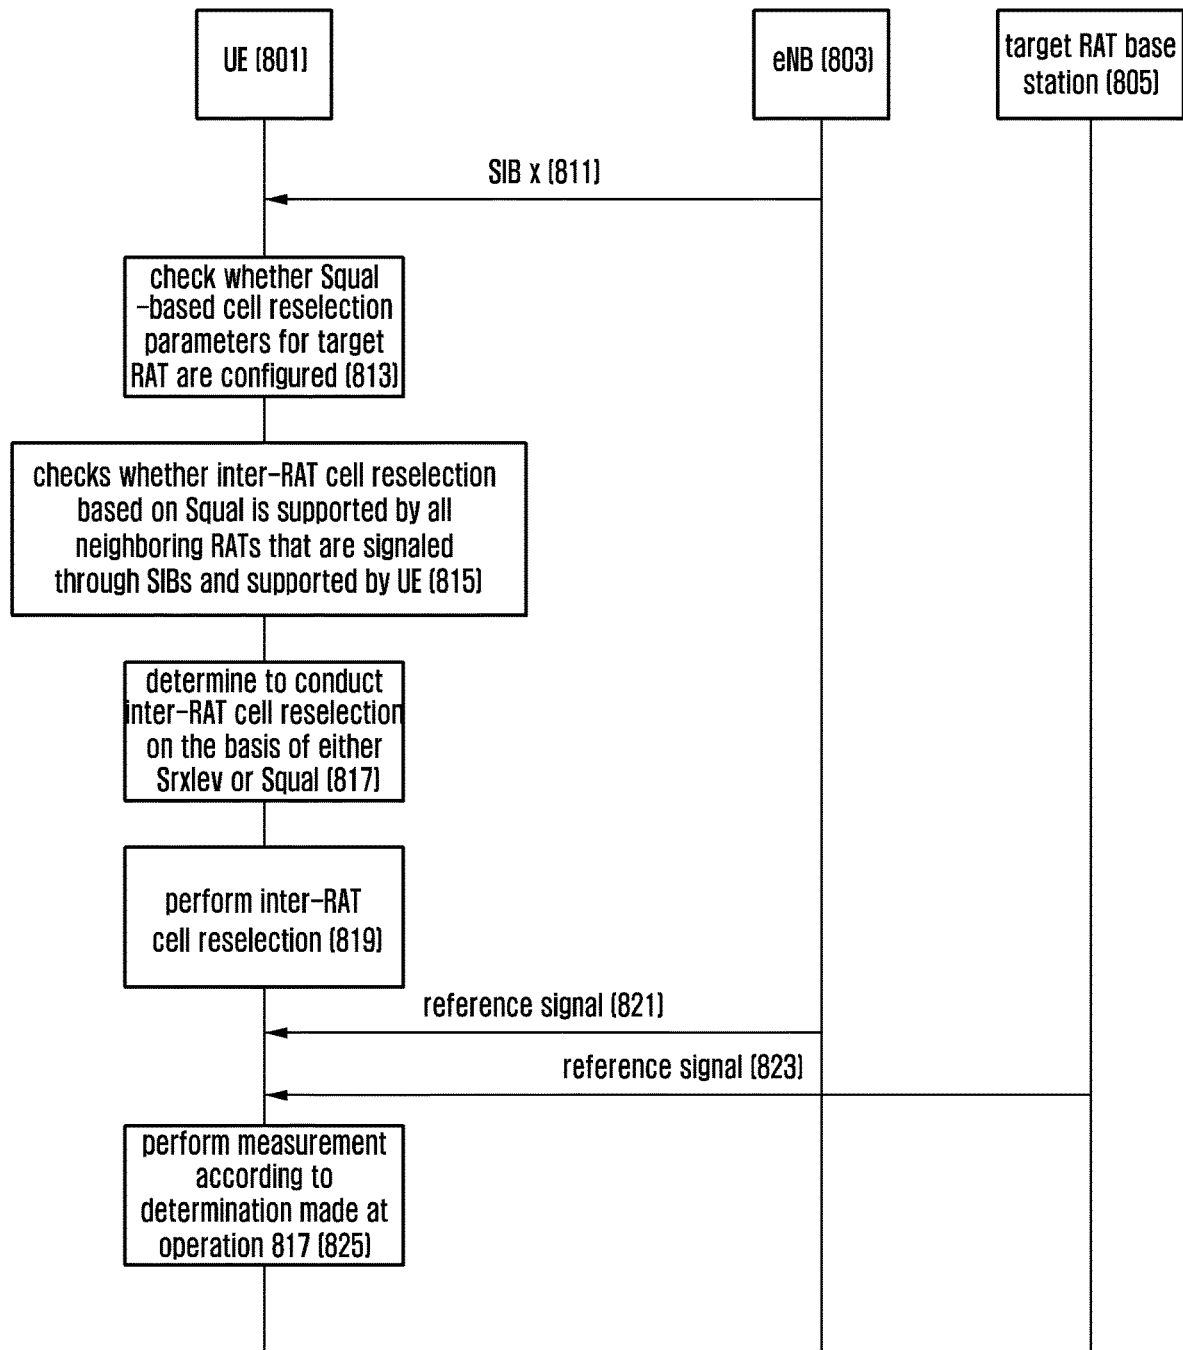 UE (801)
eNB (803)
target RAT base
station (805)
SIB x (811)
check whether Squal
-based cell reselection
parameters for target
RAT are configured (813)
checks whether inter-RAT cell reselection
based on Squal is supported by all
neighboring RATs that are signaled
through SIBs and supported by UE (815)
determine to conduct
inter-RAT cell reselection
on the basis of either
Srxlev or Squal (817)
perform inter-RAT
cell reselection (819)
reference signal (821)
reference signal (823)
perform measurement
according to
determination made at
operation 817 (825)